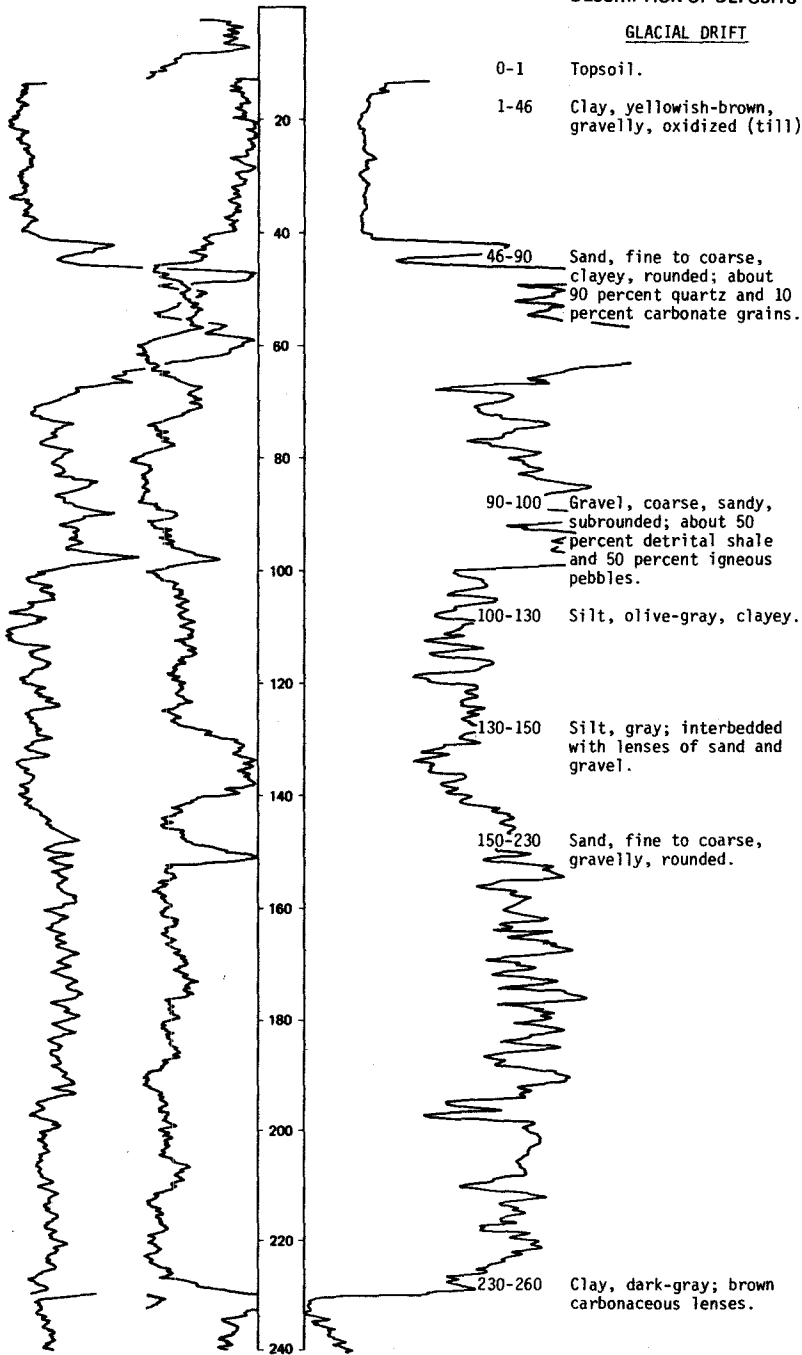 DESCRIPTION OF DEPOSITS
GLACIAL DRIFT
0-1 Topsoil.
1-46 Clay, yellowish-brown,
gravelly, oxidized (till)
20
40
46-90 Sand, fine to coarse,
clayey, rounded; about
90 percent quartz and 10
percent carbonate grains.
60
80
90-100 Gravel, coarse, sandy,
subrounded; about 50
percent detrital shale
and 50 percent igneous
pebbles.
100
100-130 Silt, olive-gray, clayey.
120
130-150 Silt, gray; interbedded
with lenses of sand and
gravel.
140
150-230 Sand, fine to coarse,
gravelly, rounded.
160
180
200
220
230-260 Clay, dark-gray; brown
carbonaceous lenses.
240